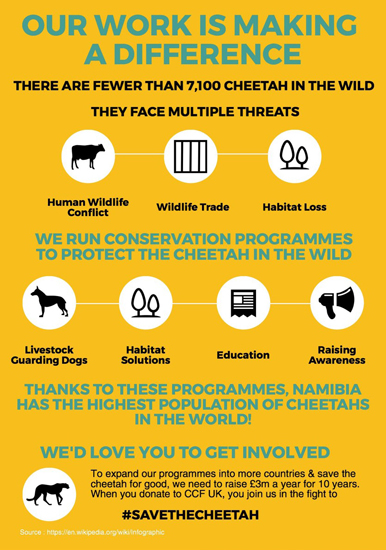 OUR WORK IS MAKING
A DIFFERENCE
THERE ARE FEWER THAN 7,100 CHEETAH IN THE WILD
THEY FACE MULTIPLE THREATS
Human Wildlife
Conflict
Wildlife Trade
Habitat Loss
WE RUN CONSERVATION PROGRAMMES
TO PROTECT THE CHEETAH IN THE WILD
Livestock
Guarding Dogs
Habitat
Solutions
Education
Raising
Awareness
THANKS TO THESE PROGRAMMES, NAMIBIA
HAS THE HIGHEST POPULATION OF CHEETAHS
IN THE WORLD!
WE'D LOVE YOU TO GET INVOLVED
To expand our programmes into more countries & save the
cheetah for good, we need to raise £3m a year for 10 years.
When you donate to CCF UK, you join us in the fight to
#SAVETHECHEETAH
Source : https://en.wikipedia.org/wiki/Infographic